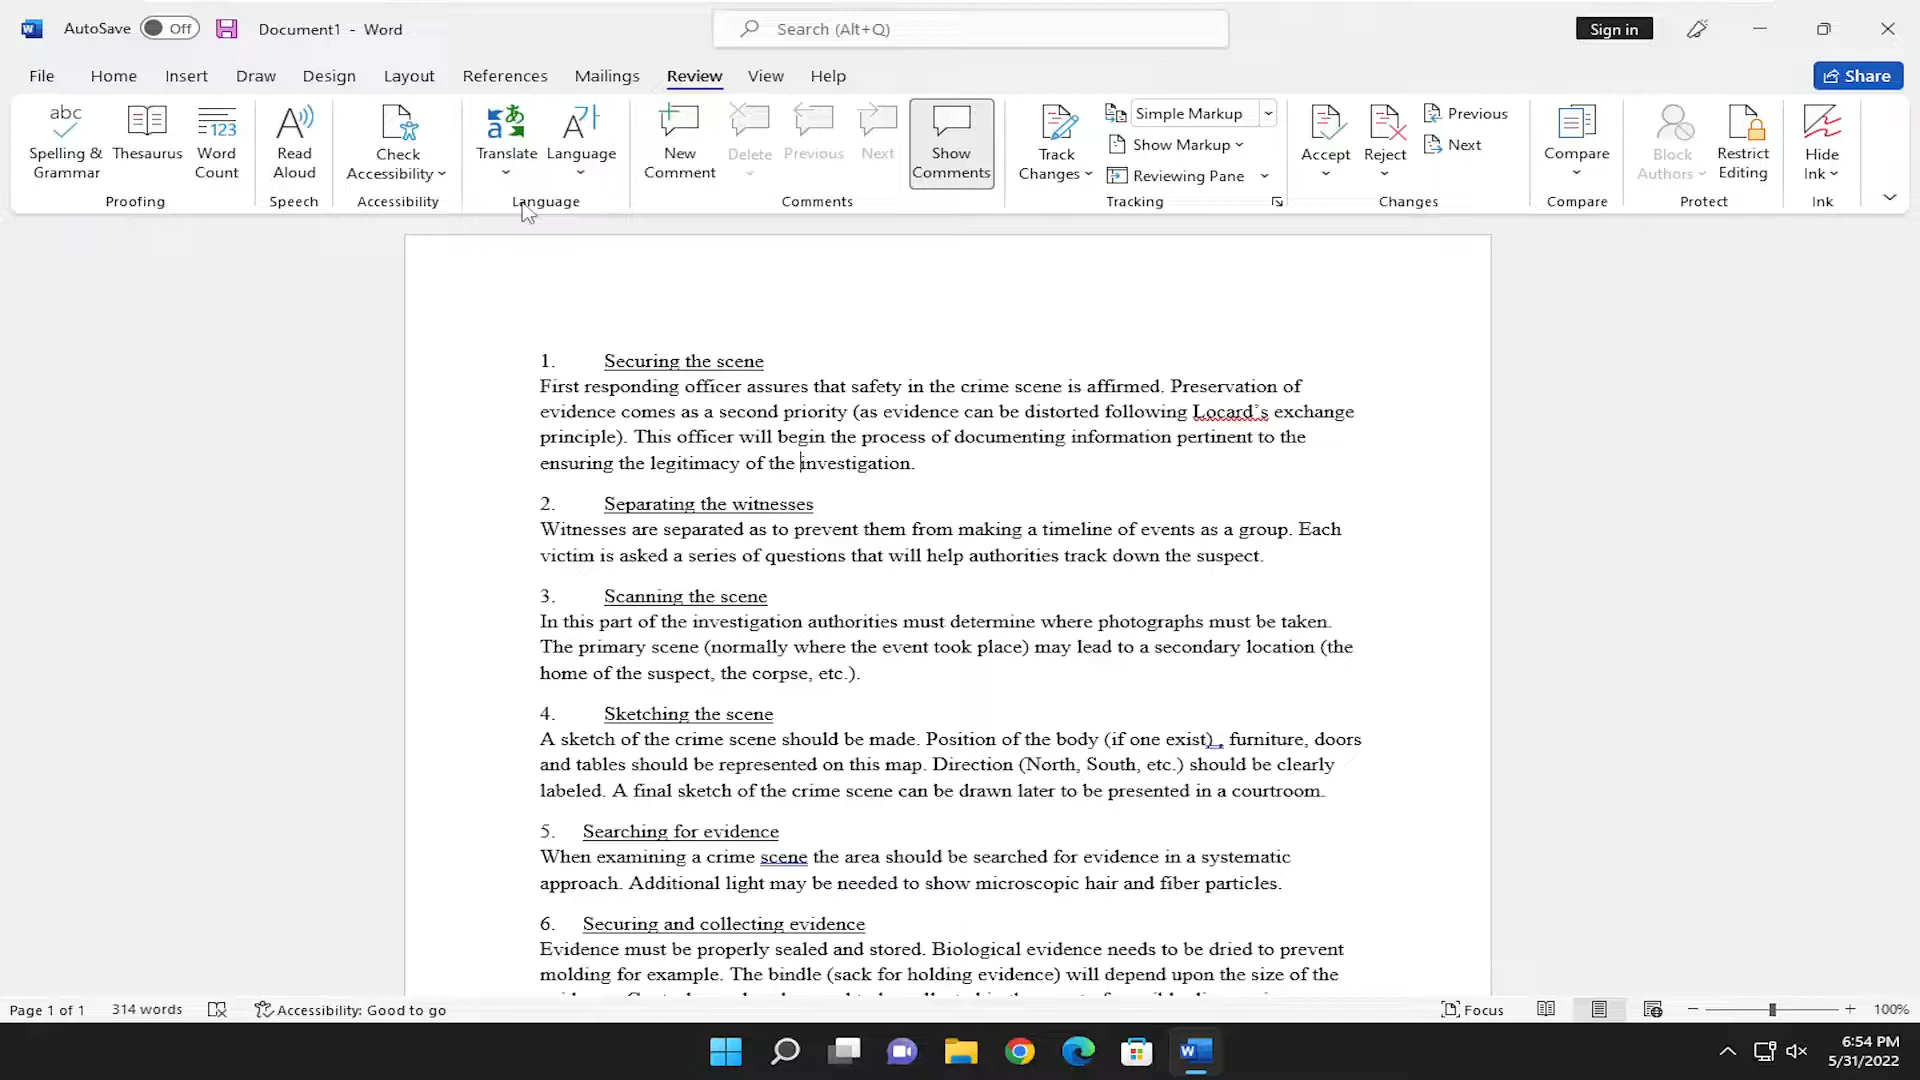 AutoSave Off Document1 - Word Search (Alt+Q) Sign in
File Home Insert Draw Design Layout References Mailings Review View Help Share
abc Spelling & Grammar Thesaurus 123 Word Count Proofing
Read Aloud Speech
Check Accessibility Accessibility
Translate Language Language
New Comment Delete Previous Next Show Comments Comments
Track Changes Simple Markup Show Markup Reviewing Pane Tracking
Accept Reject Previous Next Changes
Compare Compare
Block Authors Restrict Editing Protect
Hide Ink Ink
1. Securing the scene
First responding officer assures that safety in the crime scene is affirmed. Preservation of
evidence comes as a second priority (as evidence can be distorted following Locard's exchange
principle). This officer will begin the process of documenting information pertinent to the
ensuring the legitimacy of the investigation.
2. Separating the witnesses
Witnesses are separated as to prevent them from making a timeline of events as a group. Each
victim is asked a series of questions that will help authorities track down the suspect.
3. Scanning the scene
In this part of the investigation authorities must determine where photographs must be taken.
The primary scene (normally where the event took place) may lead to a secondary location (the
home of the suspect, the corpse, etc.).
4. Sketching the scene
A sketch of the crime scene should be made. Position of the body (if one exist) , furniture, doors
and tables should be represented on this map. Direction (North, South, etc.) should be clearly
labeled. A final sketch of the crime scene can be drawn later to be presented in a courtroom.
5. Searching for evidence
When examining a crime scene the area should be searched for evidence in a systematic
approach. Additional light may be needed to show microscopic hair and fiber particles.
6. Securing and collecting evidence
Evidence must be properly sealed and stored. Biological evidence needs to be dried to prevent
molding for example. The bindle (sack for holding evidence) will depend upon the size of the
Page 1 of 1 314 words Accessibility: Good to go Focus 100%
6:54 PM
5/31/2022